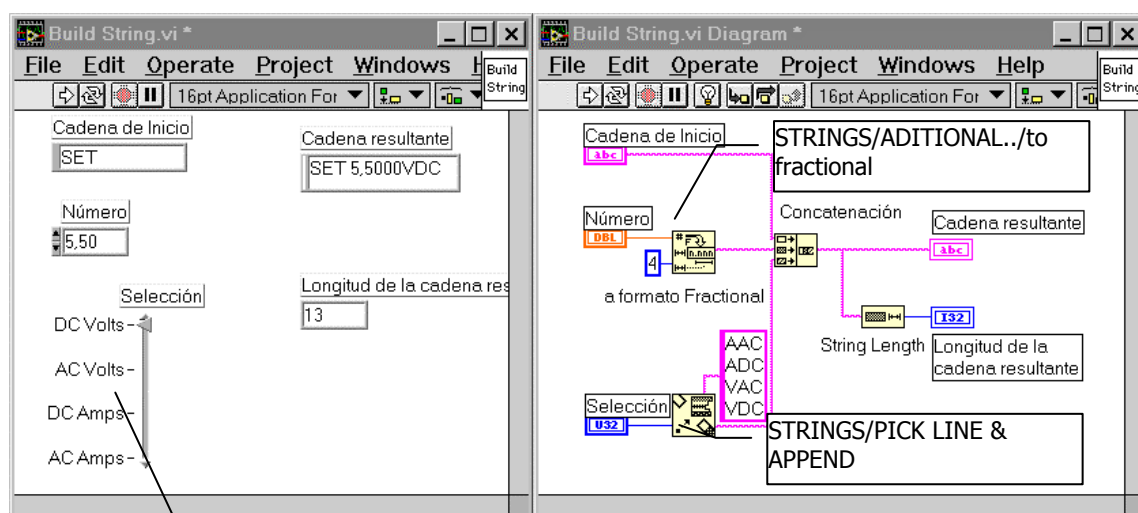 Build String.vi *
File Edit Operate Project Windows H
Build
String
16pt Application For
Cadena de Inicio
SET
Cadena resultante
SET 5,5000VDC
Número
5,50
Selección
DC Volts
AC Volts
DC Amps
AC Amps
Longitud de la cadena res
13
Build String.vi Diagram *
File Edit Operate Project Windows Help
Build
String
16pt Application For
Cadena de Inicio
abc
STRINGS/ADITIONAL../to
fractional
Número
DBL
#
n.nnn
4
a formato Fractional
Concatenación
Cadena resultante
abc
String Length
I32
Longitud de la
cadena resultante
AAC
ADC
VAC
VDC
Selección
U32
STRINGS/PICK LINE &
APPEND